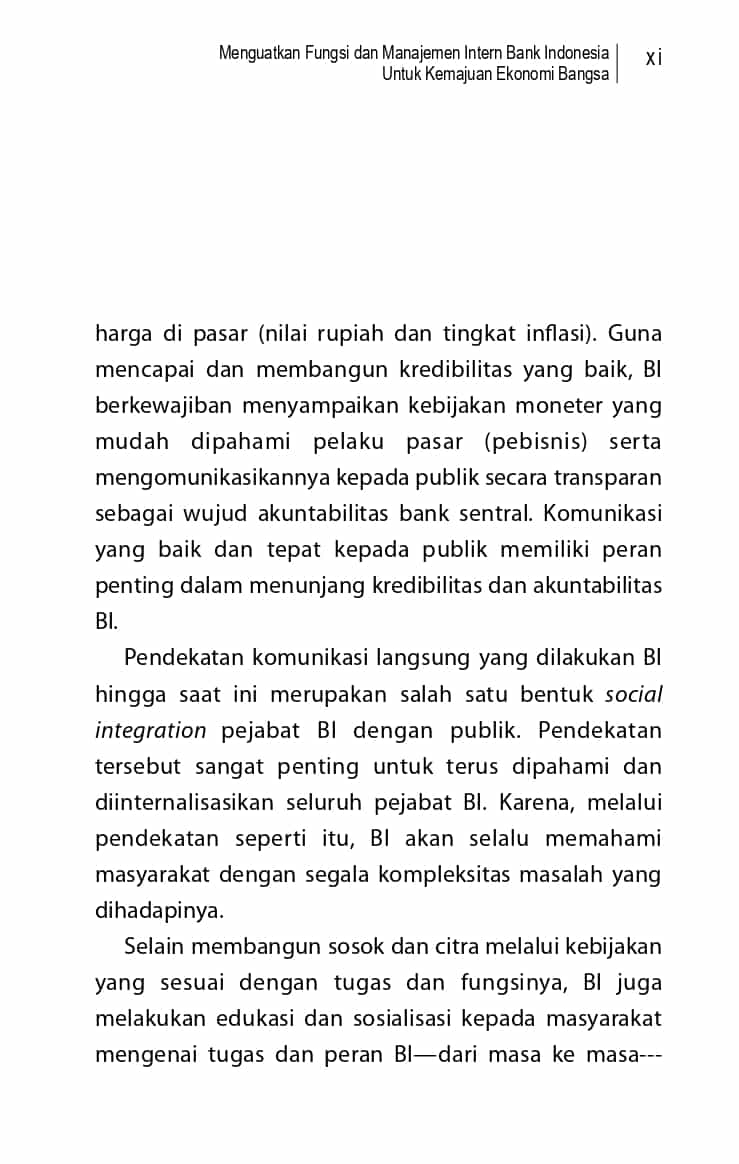 Menguatkan Fungsi dan Manajemen Intern Bank Indonesia
Untuk Kemajuan Ekonomi Bangsa
xi
harga di pasar (nilai rupiah dan tingkat inflasi). Guna
mencapai dan membangun kredibilitas yang baik, BI
berkewajiban menyampaikan kebijakan moneter yang
mudah dipahami pelaku pasar (pebisnis) serta
mengomunikasikannya kepada publik secara transparan
sebagai wujud akuntabilitas bank sentral. Komunikasi
yang baik dan tepat kepada publik memiliki peran
penting dalam menunjang kredibilitas dan akuntabilitas
BI.
Pendekatan komunikasi langsung yang dilakukan BI
hingga saat ini merupakan salah satu bentuk social
integration pejabat BI dengan publik. Pendekatan
tersebut sangat penting untuk terus dipahami dan
diinternalisasikan seluruh pejabat BI. Karena, melalui
pendekatan seperti itu, BI akan selalu memahami
masyarakat dengan segala kompleksitas masalah yang
dihadapinya.
Selain membangun sosok dan citra melalui kebijakan
yang sesuai dengan tugas dan fungsinya, BI juga
melakukan edukasi dan sosialisasi kepada masyarakat
mengenai tugas dan peran BI—dari masa ke masa---